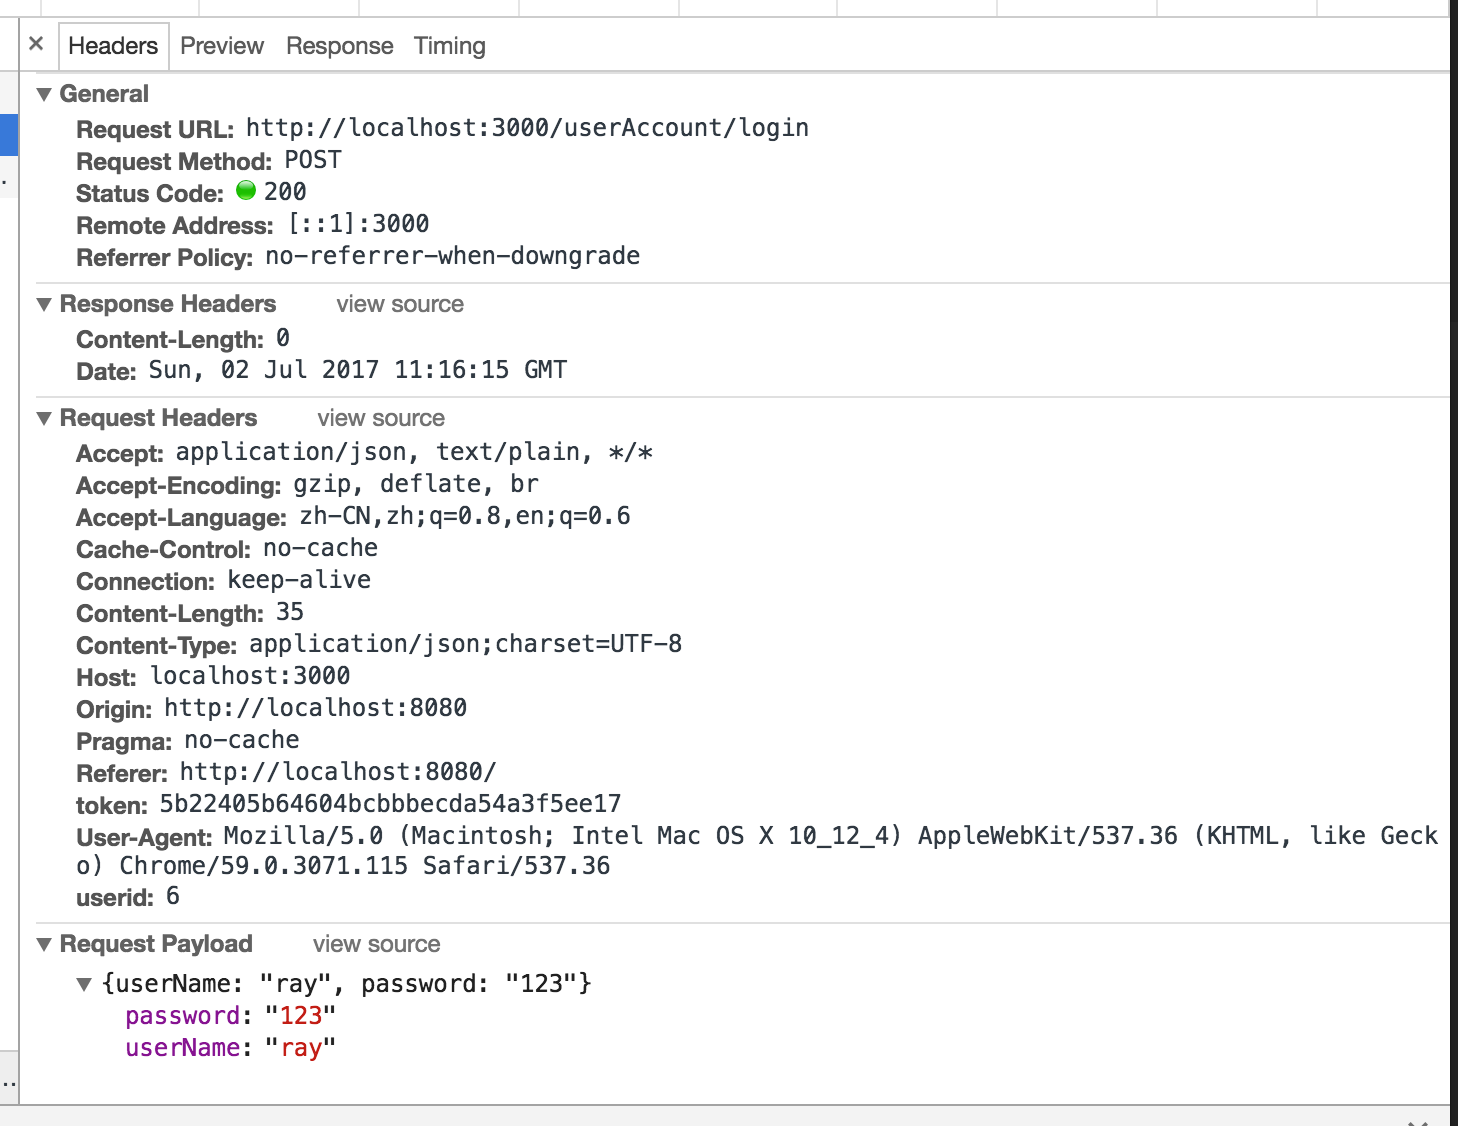 × Headers Preview Response Timing
▼ General
Request URL: http://localhost:3000/userAccount/login
Request Method: POST
Status Code: 200
Remote Address: [::1]:3000
Referrer Policy: no-referrer-when-downgrade
▼ Response Headers view source
Content-Length: 0
Date: Sun, 02 Jul 2017 11:16:15 GMT
▼ Request Headers view source
Accept: application/json, text/plain, */*
Accept-Encoding: gzip, deflate, br
Accept-Language: zh-CN,zh;q=0.8,en;q=0.6
Cache-Control: no-cache
Connection: keep-alive
Content-Length: 35
Content-Type: application/json;charset=UTF-8
Host: localhost:3000
Origin: http://localhost:8080
Pragma: no-cache
Referer: http://localhost:8080/
token: 5b22405b64604bcbbbecda54a3f5ee17
User-Agent: Mozilla/5.0 (Macintosh; Intel Mac OS X 10_12_4) AppleWebKit/537.36 (KHTML, like Geck
o) Chrome/59.0.3071.115 Safari/537.36
userid: 6
▼ Request Payload view source
▼ {userName: "ray", password: "123"}
password: "123"
userName: "ray"